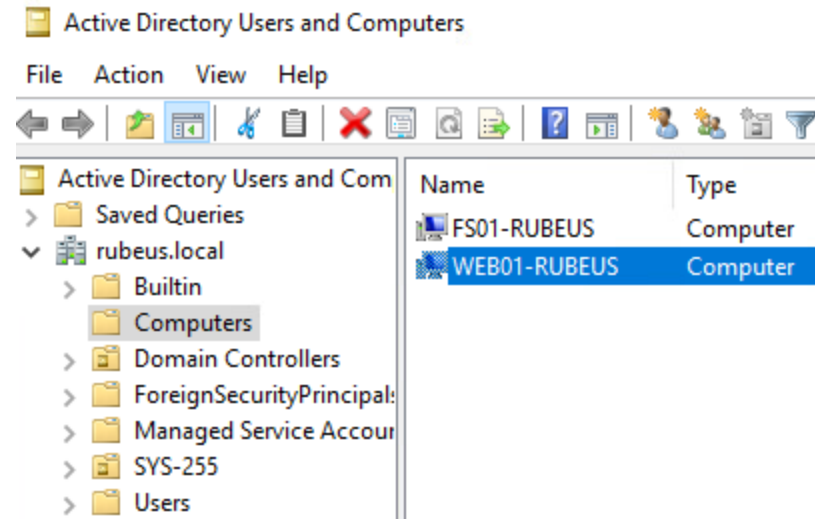 Active Directory Users and Computers
File Action View Help
Active Directory Users and Com
Saved Queries
rubeus.local
Builtin
Computers
Domain Controllers
ForeignSecurityPrincipals
Managed Service Accour
SYS-255
Users
Name Type
FS01-RUBEUS Computer
WEB01-RUBEUS Computer